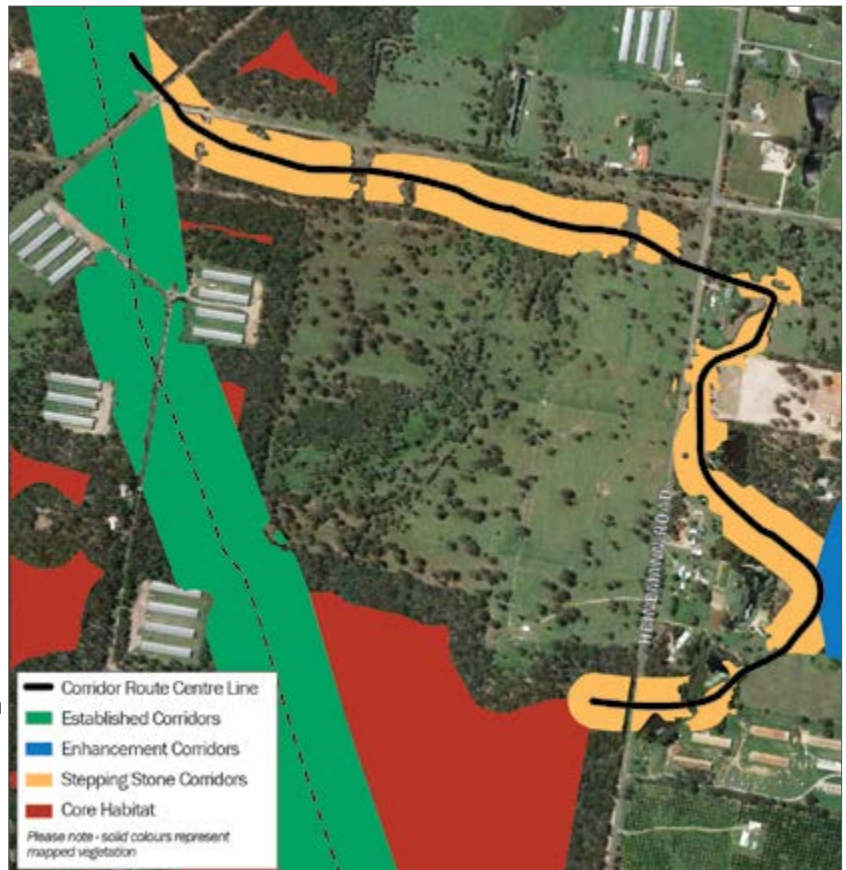 ROAD
Corridor Route Centre Line
Established Corridors
Enhancement Corridors
Stepping Stone Corridors
Core Habitat
Please note - solid colours represent
mapped vegetation